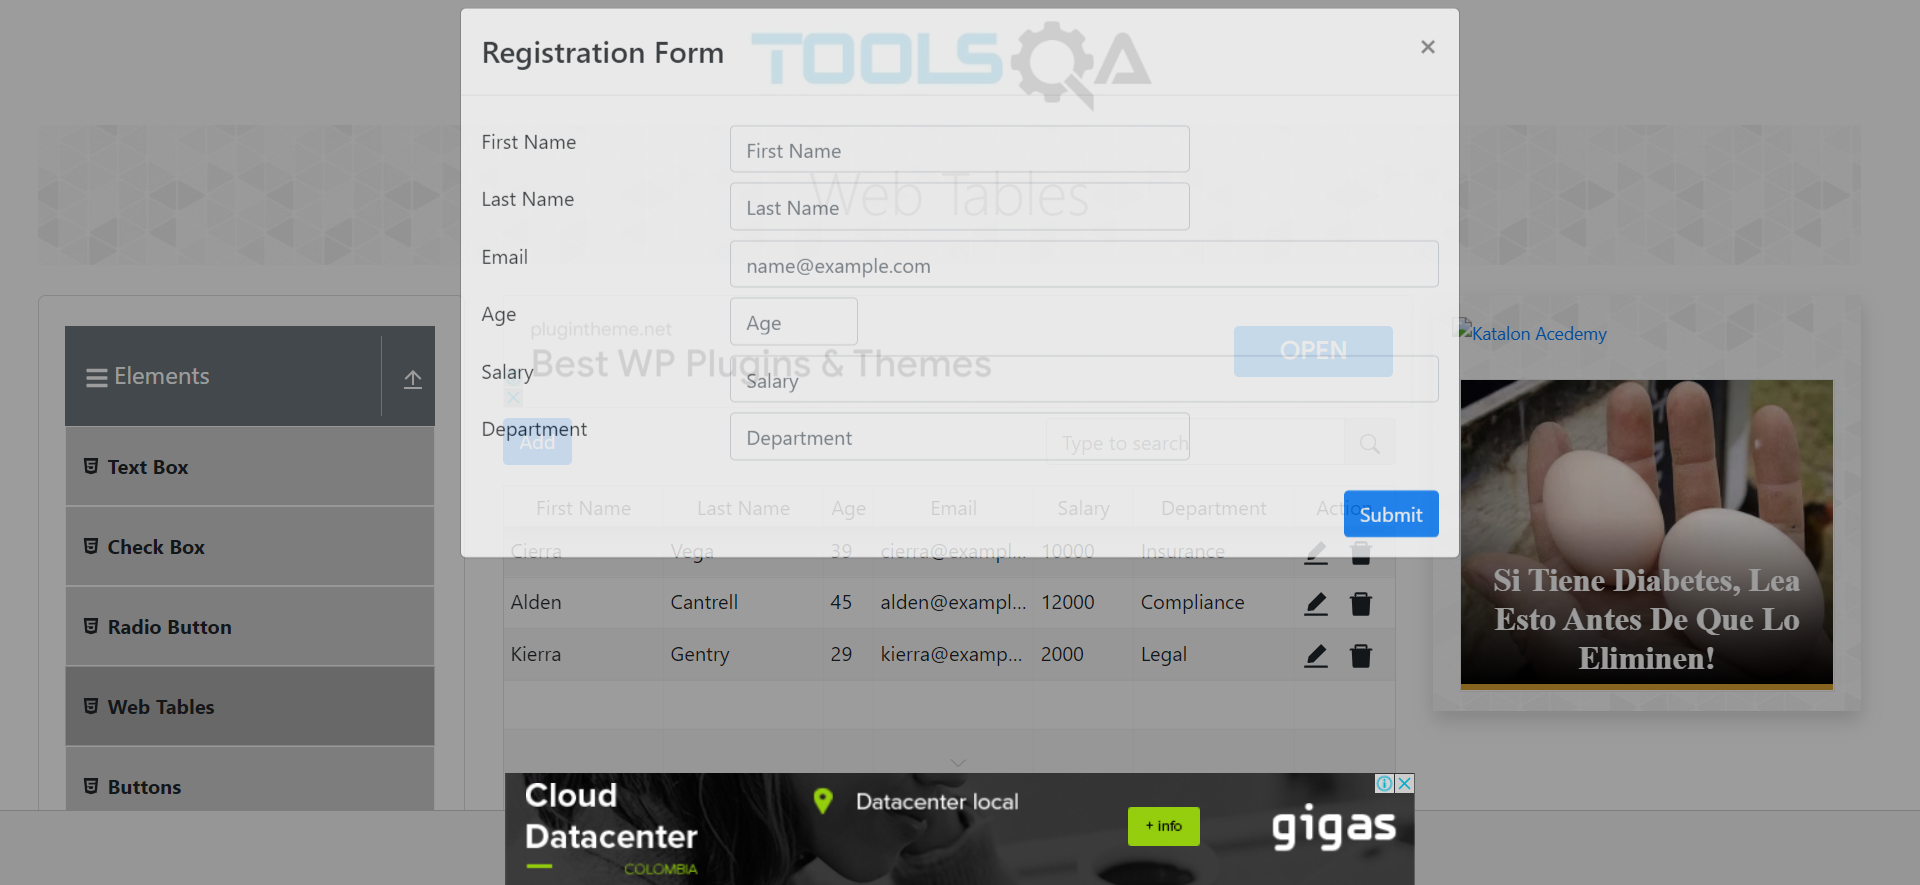 Registration Form
×
TOOLSQA
First Name
First Name
Last Name
Last Name
Web Tables
Email
name@example.com
Age
Age
plugintheme.net
Best WP Plugins & Themes
OPEN
Salary
Salary
Department
Department
Add
Type to search
Submit
Elements
Text Box
Check Box
Radio Button
Web Tables
Buttons
First Name Last Name Age Email Salary Department Action
Cierra Vega 39 cierra@exampl... 10000 Insurance
Alden Cantrell 45 alden@exampl... 12000 Compliance
Kierra Gentry 29 kierra@examp... 2000 Legal
Katalon Acedemy
Si Tiene Diabetes, Lea
Esto Antes De Que Lo
Eliminen!
Cloud
Datacenter
COLOMBIA
Datacenter local
+ info
gigas